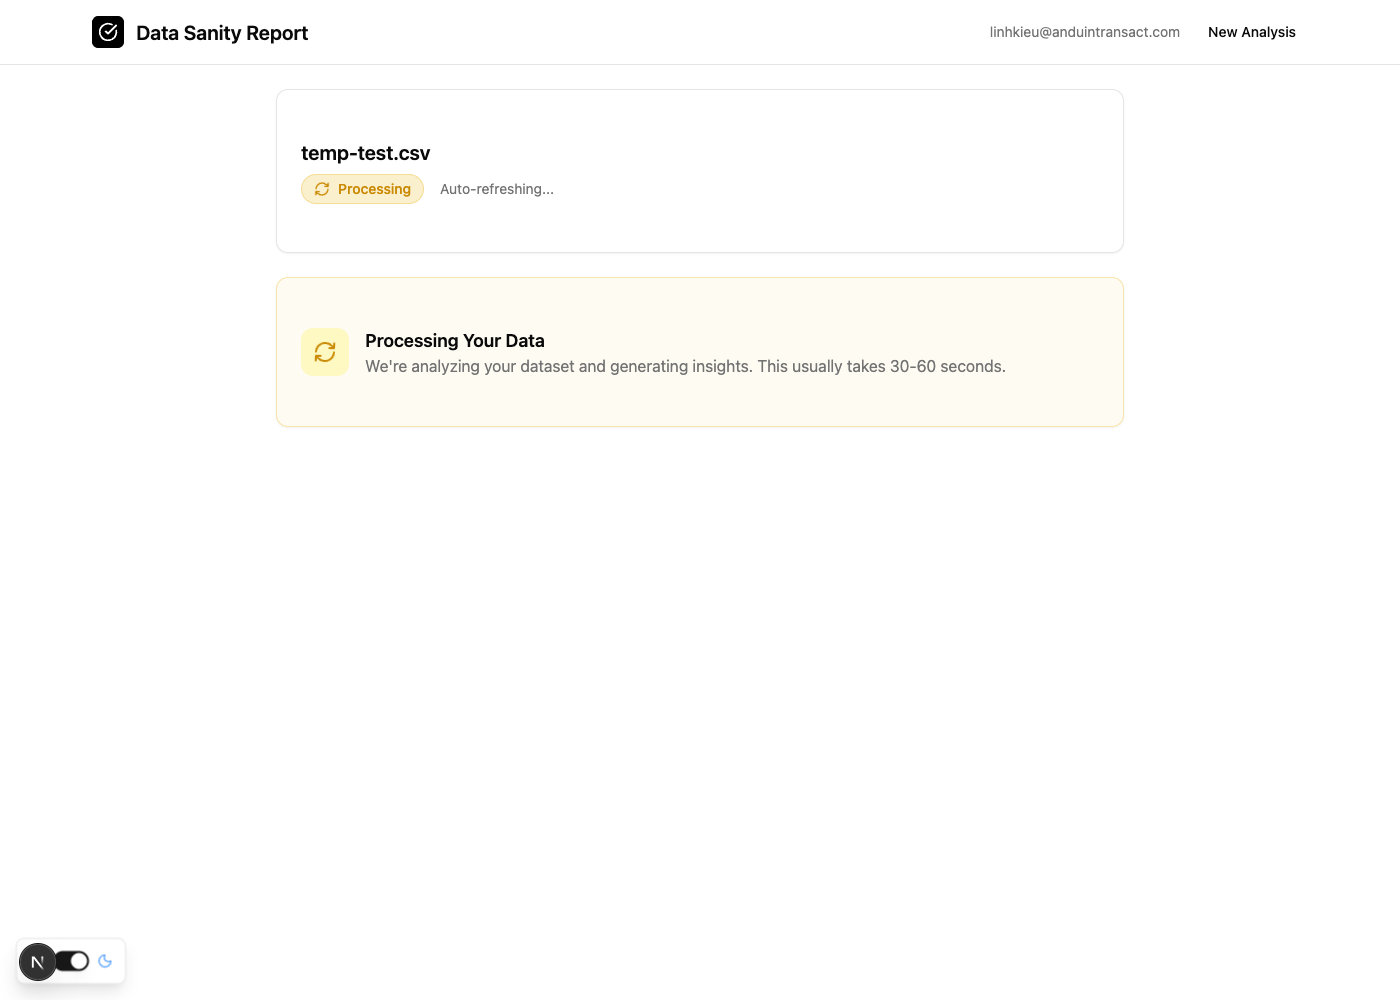 Data Sanity Report
linhkieu@anduintransact.com
New Analysis
temp-test.csv
Processing
Auto-refreshing...
Processing Your Data
We're analyzing your dataset and generating insights. This usually takes 30-60 seconds.
N